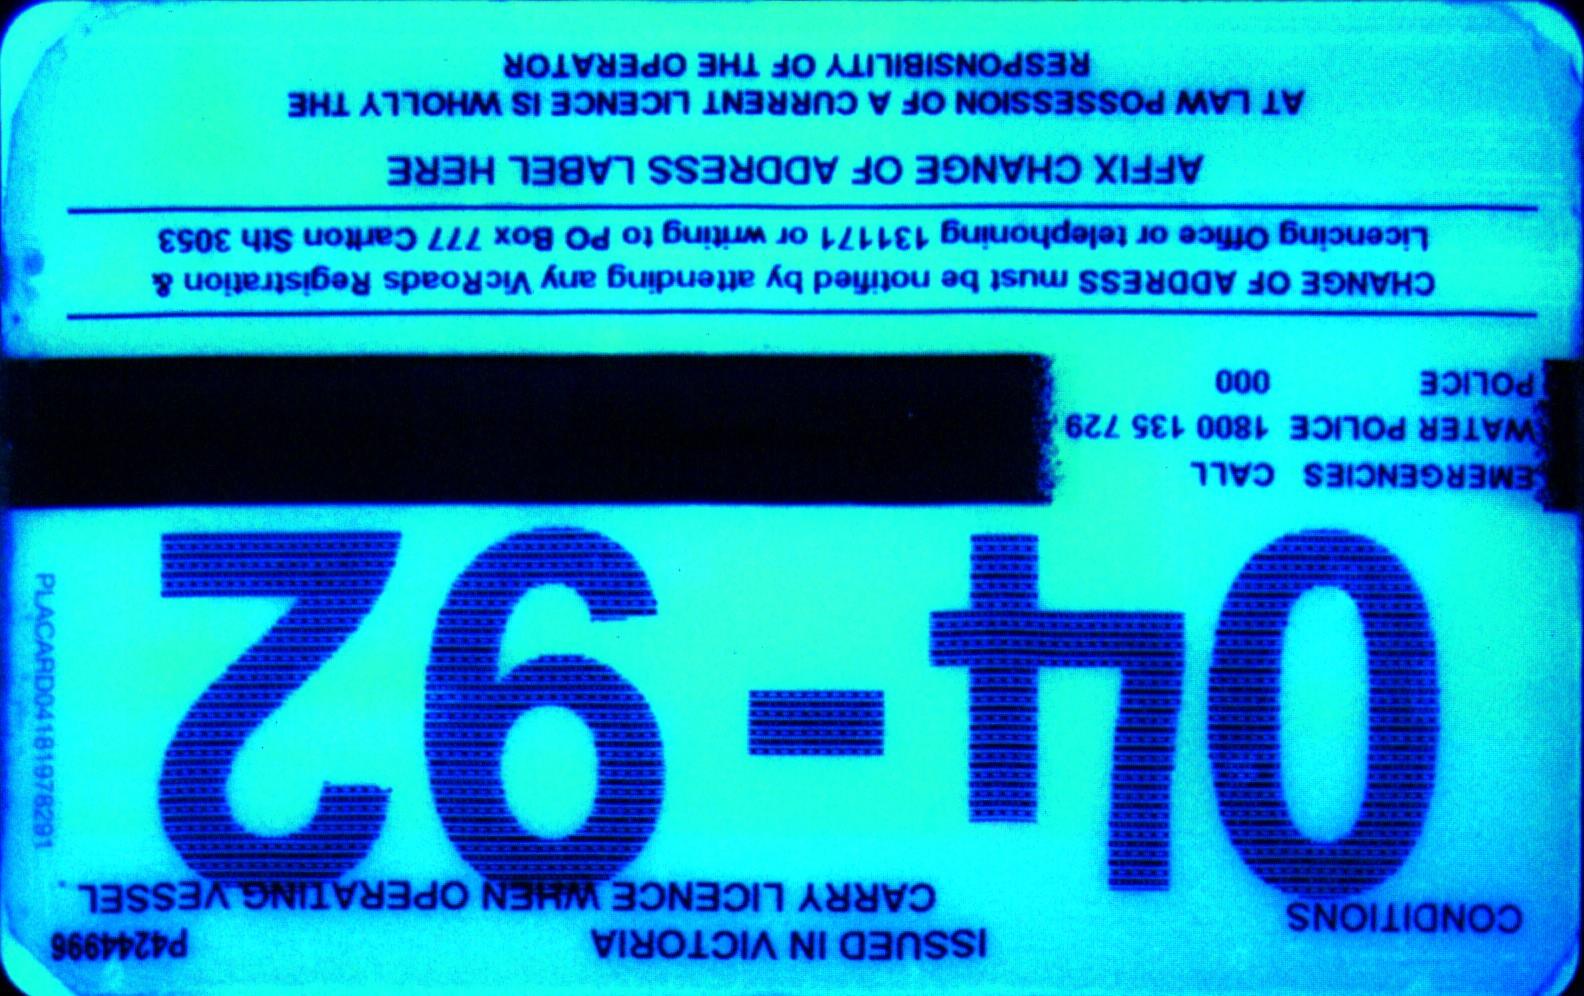 ISSUED IN VICTORIA P4244996
CONDITIONS CARRY LICENCE WHEN OPERATING VESSEL
04-92
PLACARD04181978291
EMERGENCIES CALL
WATER POLICE 1800 135 729
POLICE 000
CHANGE OF ADDRESS must be notified by attending any VicRoads Registration &
Licencing Office or telephoning 131171 or writing to PO Box 777 Carlton Sth 3053
AFFIX CHANGE OF ADDRESS LABEL HERE
AT LAW POSSESSION OF A CURRENT LICENCE IS WHOLLY THE
RESPONSIBILITY OF THE OPERATOR